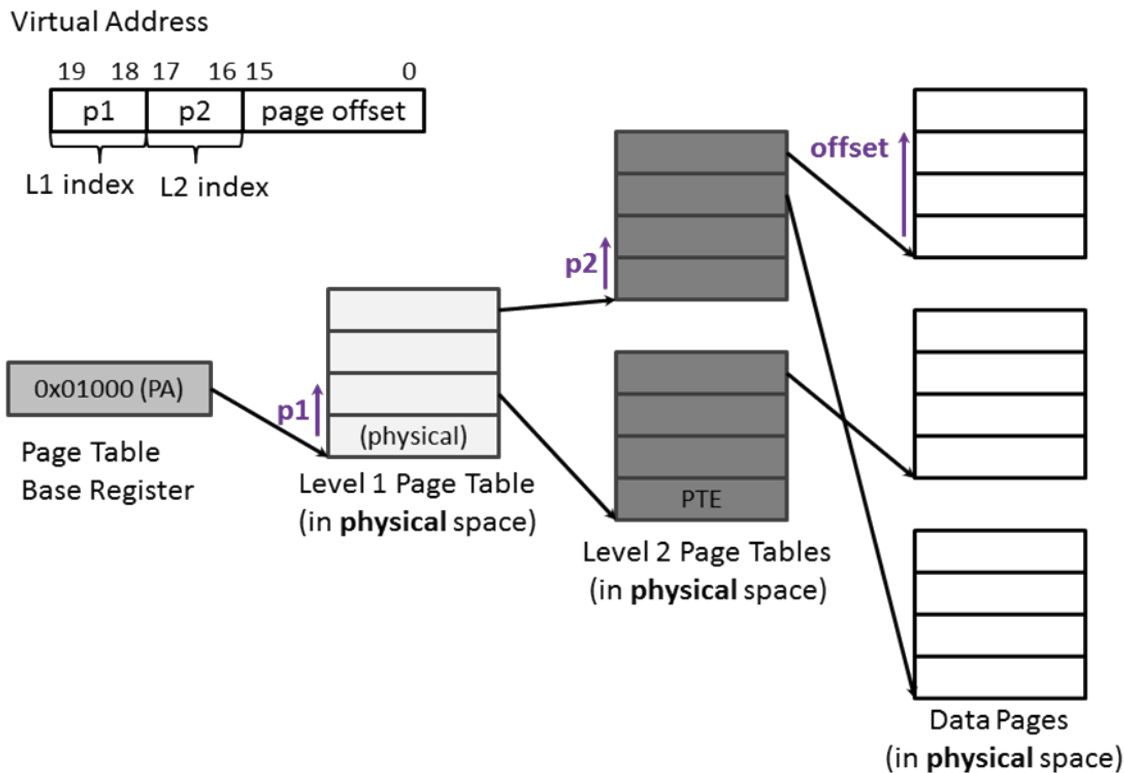 Virtual Address
19 18 17 16 15 0
p1 p2 page offset
L1 index L2 index
offset
p2
0x01000 (PA)
p1
(physical)
Page Table
Base Register
Level 1 Page Table
(in physical space)
PTE
Level 2 Page Tables
(in physical space)
Data Pages
(in physical space)